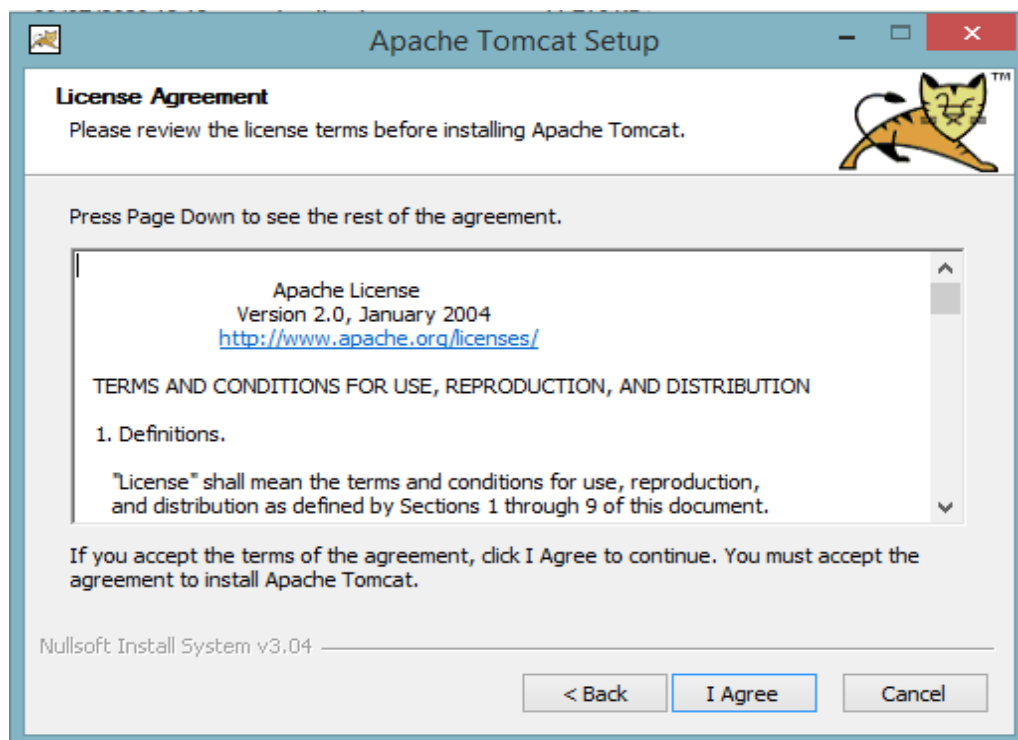 Apache Tomcat Setup
License Agreement
Please review the license terms before installing Apache Tomcat.
TM
Press Page Down to see the rest of the agreement.
Apache License
Version 2.0, January 2004
http://www.apache.org/licenses/
TERMS AND CONDITIONS FOR USE, REPRODUCTION, AND DISTRIBUTION
1. Definitions.
"License" shall mean the terms and conditions for use, reproduction,
and distribution as defined by Sections 1 through 9 of this document.
If you accept the terms of the agreement, click I Agree to continue. You must accept the
agreement to install Apache Tomcat.
Nullsoft Install System v3.04
< Back
I Agree
Cancel